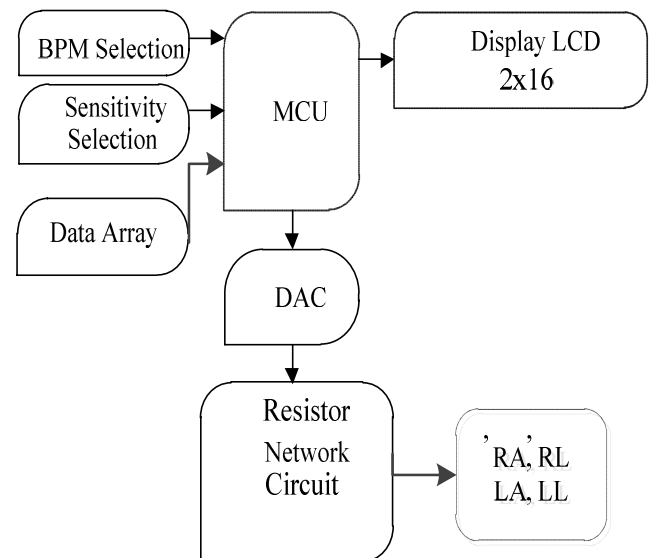 BPM Selection
Sensitivity
Selection
Data Array
MCU
Display LCD
2x16
DAC
Resistor
Network
Circuit
, RA, ’ RL
LA, LL